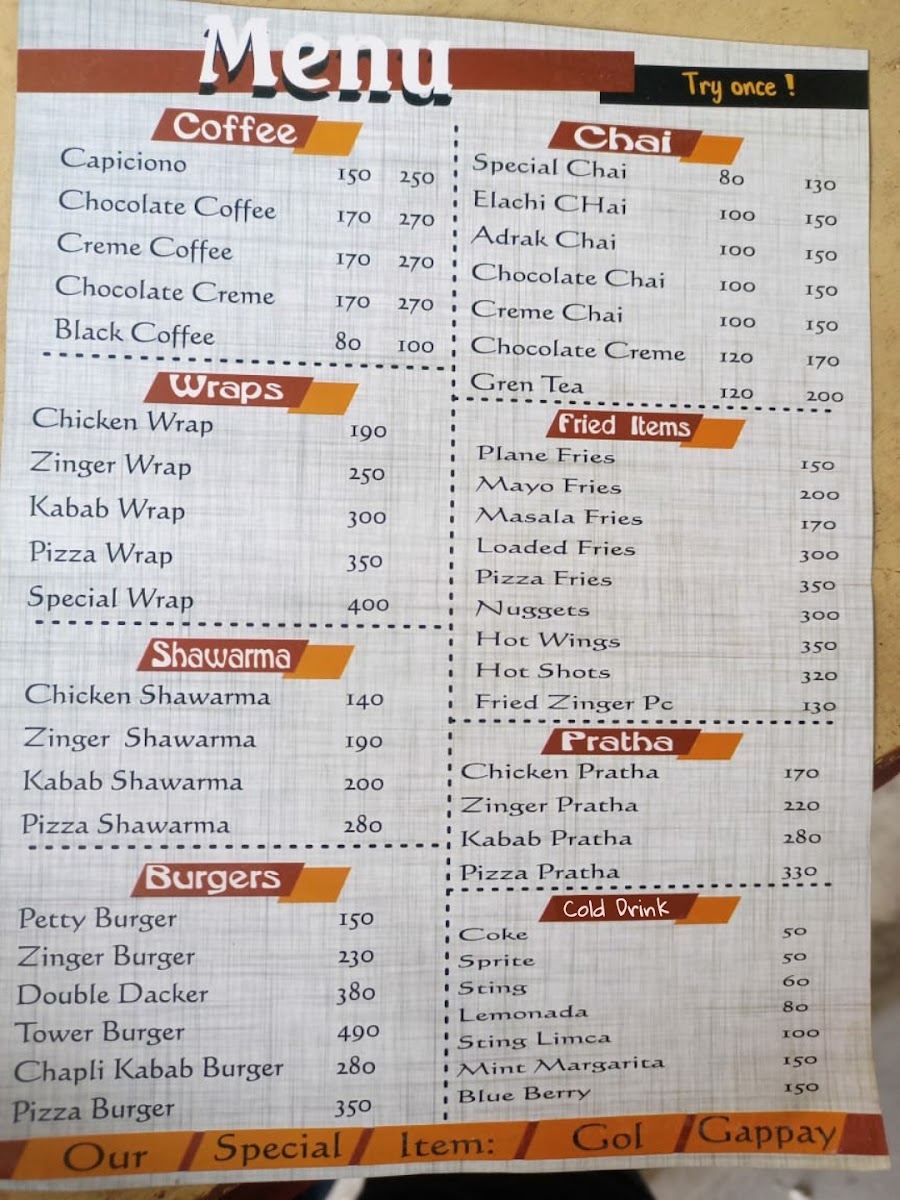 Menu
Try once !
Coffee
Capiciono 150 250
Chocolate Coffee 170 270
Creme Coffee 170 270
Chocolate Creme 170 270
Black Coffee 80 100
Wraps
Chicken Wrap 190
Zinger Wrap 250
Kabab Wrap 300
Pizza Wrap 350
Special Wrap 400
Shawarma
Chicken Shawarma 140
Zinger Shawarma 190
Kabab Shawarma 200
Pizza Shawarma 280
Burgers
Petty Burger 150
Zinger Burger 230
Double Dacker 380
Tower Burger 490
Chapli Kabab Burger 280
Pizza Burger 350
Chai
Special Chai 80 130
Elachi CHai 100 150
Adrak Chai 100 150
Chocolate Chai 100 150
Creme Chai 100 150
Chocolate Creme 120 170
Gren Tea 120 200
Fried Items
Plane Fries 150
Mayo Fries 200
Masala Fries 170
Loaded Fries 300
Pizza Fries 350
Nuggets 300
Hot Wings 350
Hot Shots 320
Fried Zinger Pc 130
Pratha
Chicken Pratha 170
Zinger Pratha 220
Kabab Pratha 280
Pizza Pratha 330
Cold Drink
Coke 50
Sprite 50
Sting 60
Lemonada 80
Sting Limca 100
Mint Margarita 150
Blue Berry 150
Our Special Item: Gol Gappay